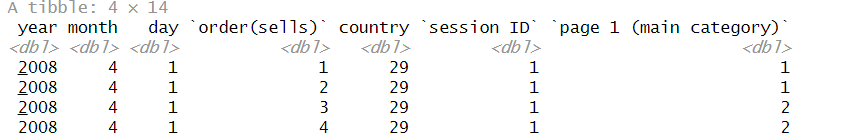 A tibble: 4 × 14
year month day `order(sells)` country `session ID` `page 1 (main category)`
<dbl> <dbl> <dbl> <dbl> <dbl> <dbl> <dbl>
2008 4 1 1 29 1 1
2008 4 1 2 29 1 1
2008 4 1 3 29 1 2
2008 4 1 4 29 1 2